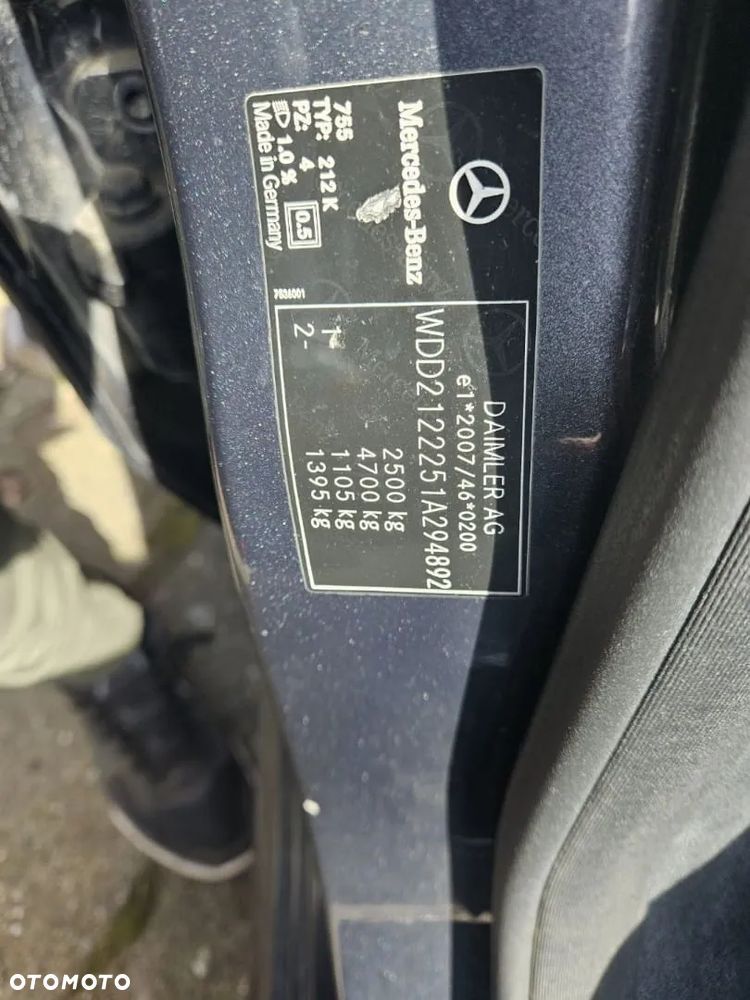 Mercedes-Benz
755
TYP: 212 K
PZ: 4
1.0 % 0.5
Made in Germany
7536001
DAIMLER AG
e1*2007/46*0200
WDD2122251A294892
2500 kg
4700 kg
1- 1105 kg
2- 1395 kg
OTOMOTO